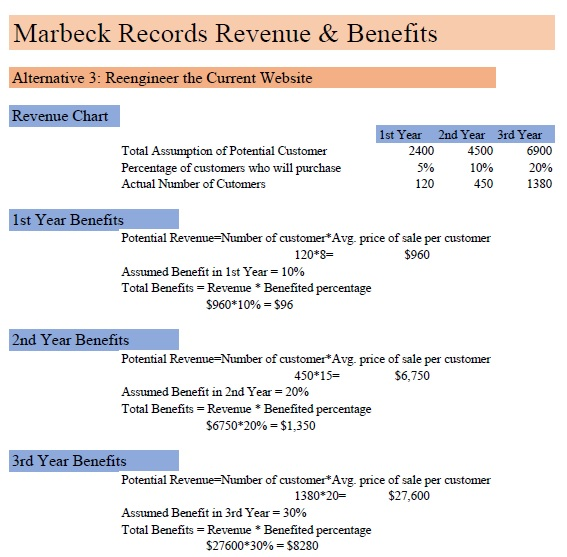 Marbeck Records Revenue & Benefits
Alternative 3: Reengineer the Current Website
Revenue Chart
1st Year 2nd Year 3rd Year
Total Assumption of Potential Customer 2400 4500 6900
Percentage of customers who will purchase 5% 10% 20%
Actual Number of Cutomers 120 450 1380
1st Year Benefits
Potential Revenue=Number of customer*Avg. price of sale per customer
120*8= $960
Assumed Benefit in 1st Year = 10%
Total Benefits = Revenue * Benefited percentage
$960*10% = $96
2nd Year Benefits
Potential Revenue=Number of customer*Avg. price of sale per customer
450*15= $6,750
Assumed Benefit in 2nd Year = 20%
Total Benefits = Revenue * Benefited percentage
$6750*20% = $1,350
3rd Year Benefits
Potential Revenue=Number of customer*Avg. price of sale per customer
1380*20= $27,600
Assumed Benefit in 3rd Year = 30%
Total Benefits = Revenue * Benefited percentage
$27600*30% = $8280